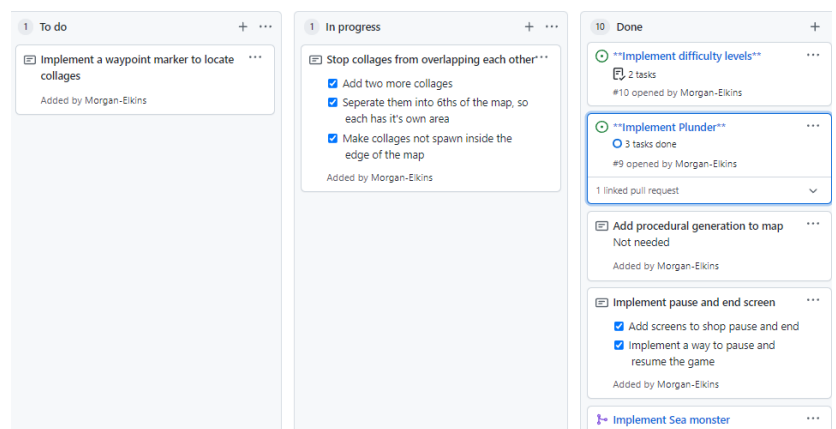 1 To do
Implement a waypoint marker to locate
collages
Added by Morgan-Elkins
1 In progress
Stop collages from overlapping each other
Add two more collages
Seperate them into 6ths of the map, so
each has it's own area
Make collages not spawn inside the
edge of the map
Added by Morgan-Elkins
10 Done
**Implement difficulty levels**
2 tasks
#10 opened by Morgan-Elkins
**Implement Plunder**
3 tasks done
#9 opened by Morgan-Elkins
1 linked pull request
Add procedural generation to map
Not needed
Added by Morgan-Elkins
Implement pause and end screen
Add screens to shop pause and end
Implement a way to pause and
resume the game
Added by Morgan-Elkins
Implement Sea monster